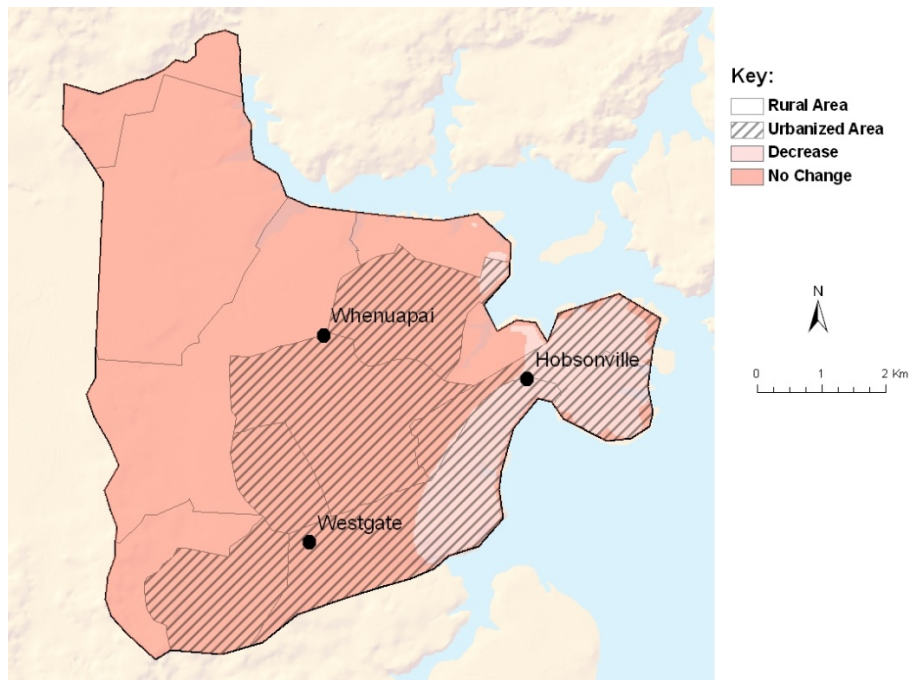 Key:
Rural Area
Urbanized Area
Decrease
No Change
N
0 1 2 Km
Whenuapai
Hobsonville
Westgate